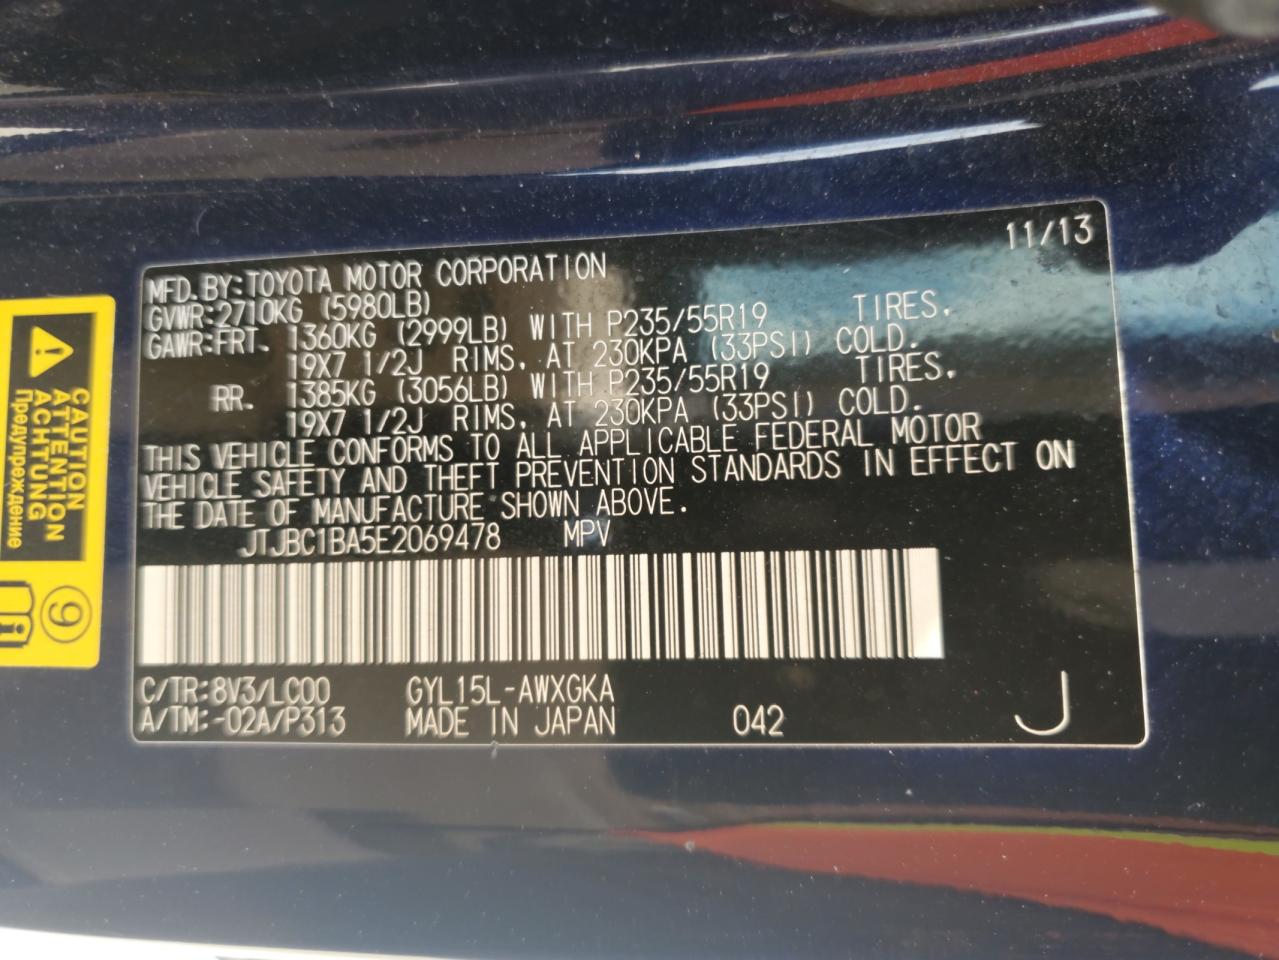 11/13
MFD.BY:TOYOTA MOTOR CORPORATION
GVWR:2710KG (5980LB)
GAWR:FRT. 1360KG (2999LB) WITH P235/55R19 TIRES,
19X7 1/2J RIMS, AT 230KPA (33PSI) COLD.
RR. 1385KG (3056LB) WITH P235/55R19 TIRES,
19X7 1/2J RIMS, AT 230KPA (33PSI) COLD.
THIS VEHICLE CONFORMS TO ALL APPLICABLE FEDERAL MOTOR
VEHICLE SAFETY AND THEFT PREVENTION STANDARDS IN EFFECT ON
THE DATE OF MANUFACTURE SHOWN ABOVE.
JTJBC1BA5E2069478 MPV
C/TR:8V3/LC00 GYL15L-AWXGKA
A/TM:-02A/P313 MADE IN JAPAN 042 J
CAUTION
ATTENTION
ACHTUNG
Предупреждение
9